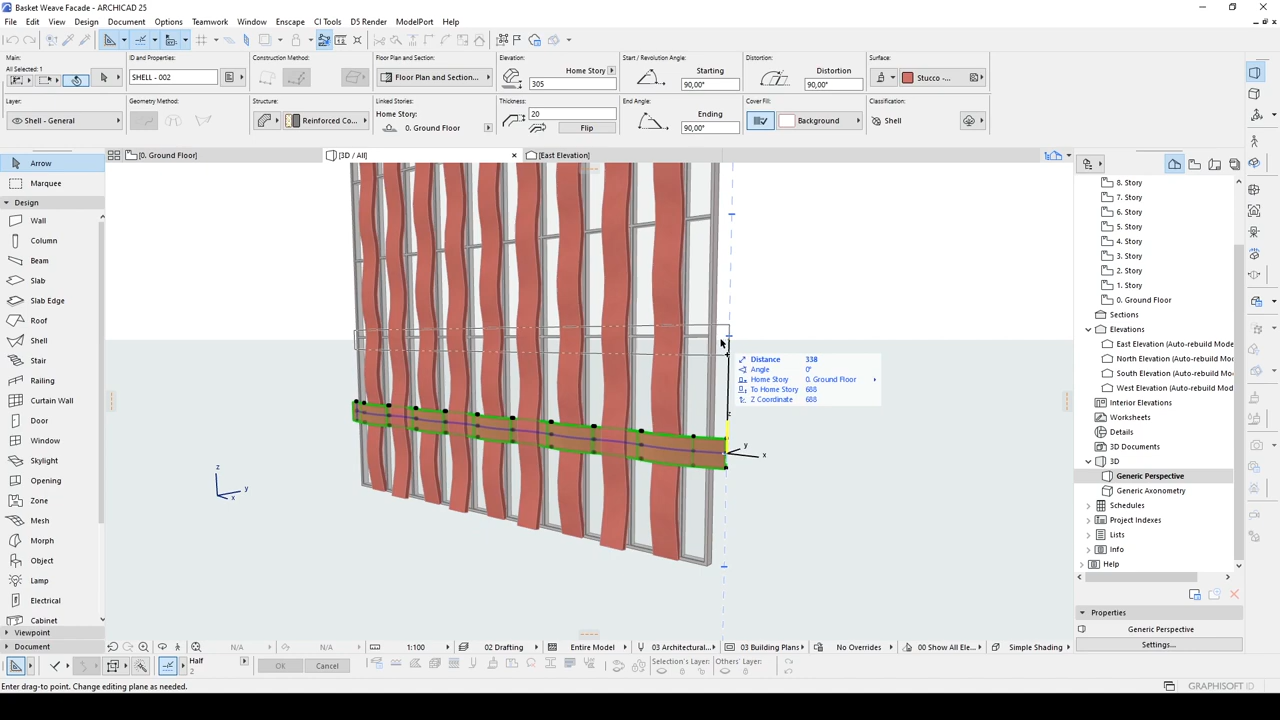 Basket Weave Facade - ARCHICAD 25
File Edit View Design Document Options Teamwork Window Enscape CI Tools D5 Render ModelPort Help
Main:
All Selected: 1
ID and Properties:
SHELL - 002
Construction Method:
Floor Plan and Section:
Floor Plan and Section...
Elevation:
Home Story
305
Start / Revolution Angle:
Starting
90,00°
Distortion:
Distortion
90,00°
Surface:
Stucco -...
Layer:
Shell - General
Geometry Method:
Structure:
Reinforced Co...
Linked Stories:
Home Story:
0. Ground Floor
Thickness:
20
Flip
End Angle:
Ending
90,00°
Cover Fill:
Background
Classification:
Shell
[0. Ground Floor
[3D / All]
[East Elevation]
Arrow
Marquee
Design
Wall
Column
Beam
Slab
Slab Edge
Roof
Shell
Stair
Railing
Curtain Wall
Door
Window
Skylight
Opening
Zone
Mesh
Morph
Object
Lamp
Electrical
Cabinet
Viewpoint
Document
Distance 338
Angle 0°
Home Story 0. Ground Floor
To Home Story 688
Z Coordinate 688
z
y
x
z
y
x
8. Story
7. Story
6. Story
5. Story
4. Story
3. Story
2. Story
1. Story
0. Ground Floor
Sections
Elevations
East Elevation (Auto-rebuild Mode
North Elevation (Auto-rebuild Mod
South Elevation (Auto-rebuild Mod
West Elevation (Auto-rebuild Mod
Interior Elevations
Worksheets
Details
3D Documents
3D
Generic Perspective
Generic Axonometry
Schedules
Project Indexes
Lists
Info
Help
Properties
Generic Perspective
Settings...
N/A N/A 1:100 02 Drafting Entire Model 03 Architectural... 03 Building Plans No Overrides 00 Show All Ele... Simple Shading
Half
2
OK Cancel
Selection's Layer: Others' Layer:
Enter drag-to point. Change editing plane as needed.
GRAPHISOFT